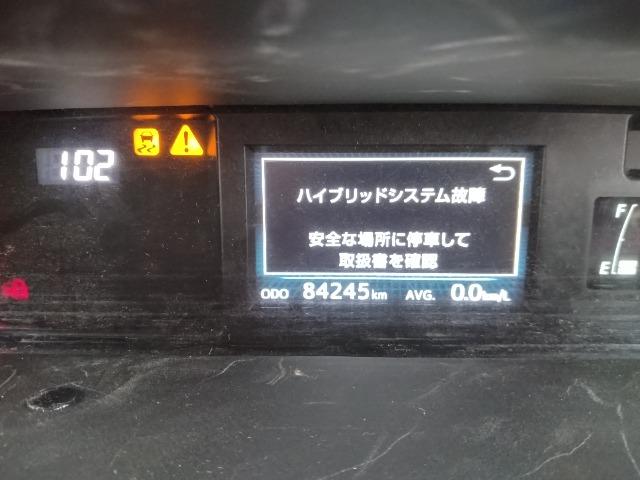 102
ハイブリッドシステム故障
安全な場所に停車して
取扱書を確認
ODO 84245km AVG. 0.0km/L
F
E